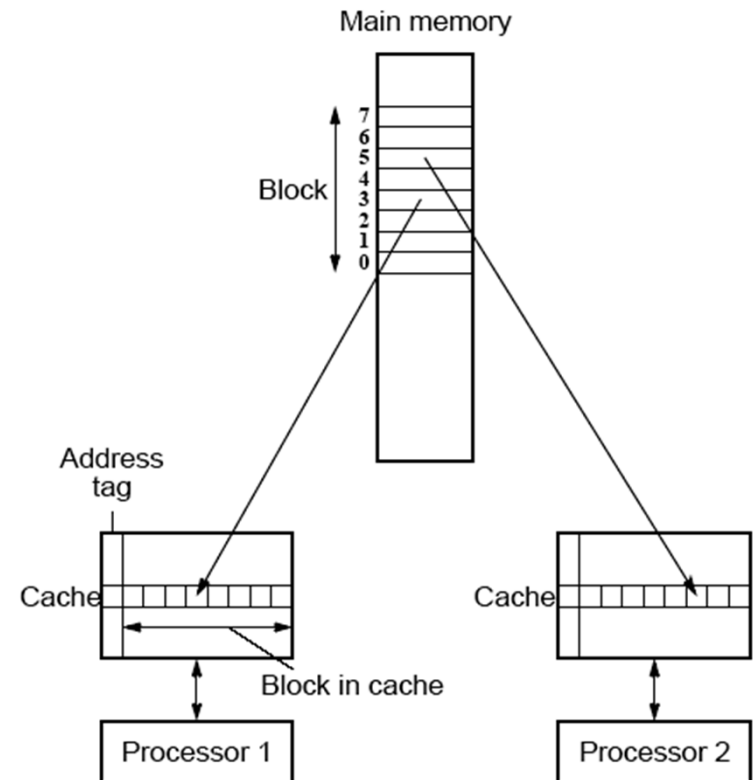 Main memory
7
6
5
4
Block
3
2
1
0
Address
tag
Cache
Cache
Block in cache
Processor 1
Processor 2